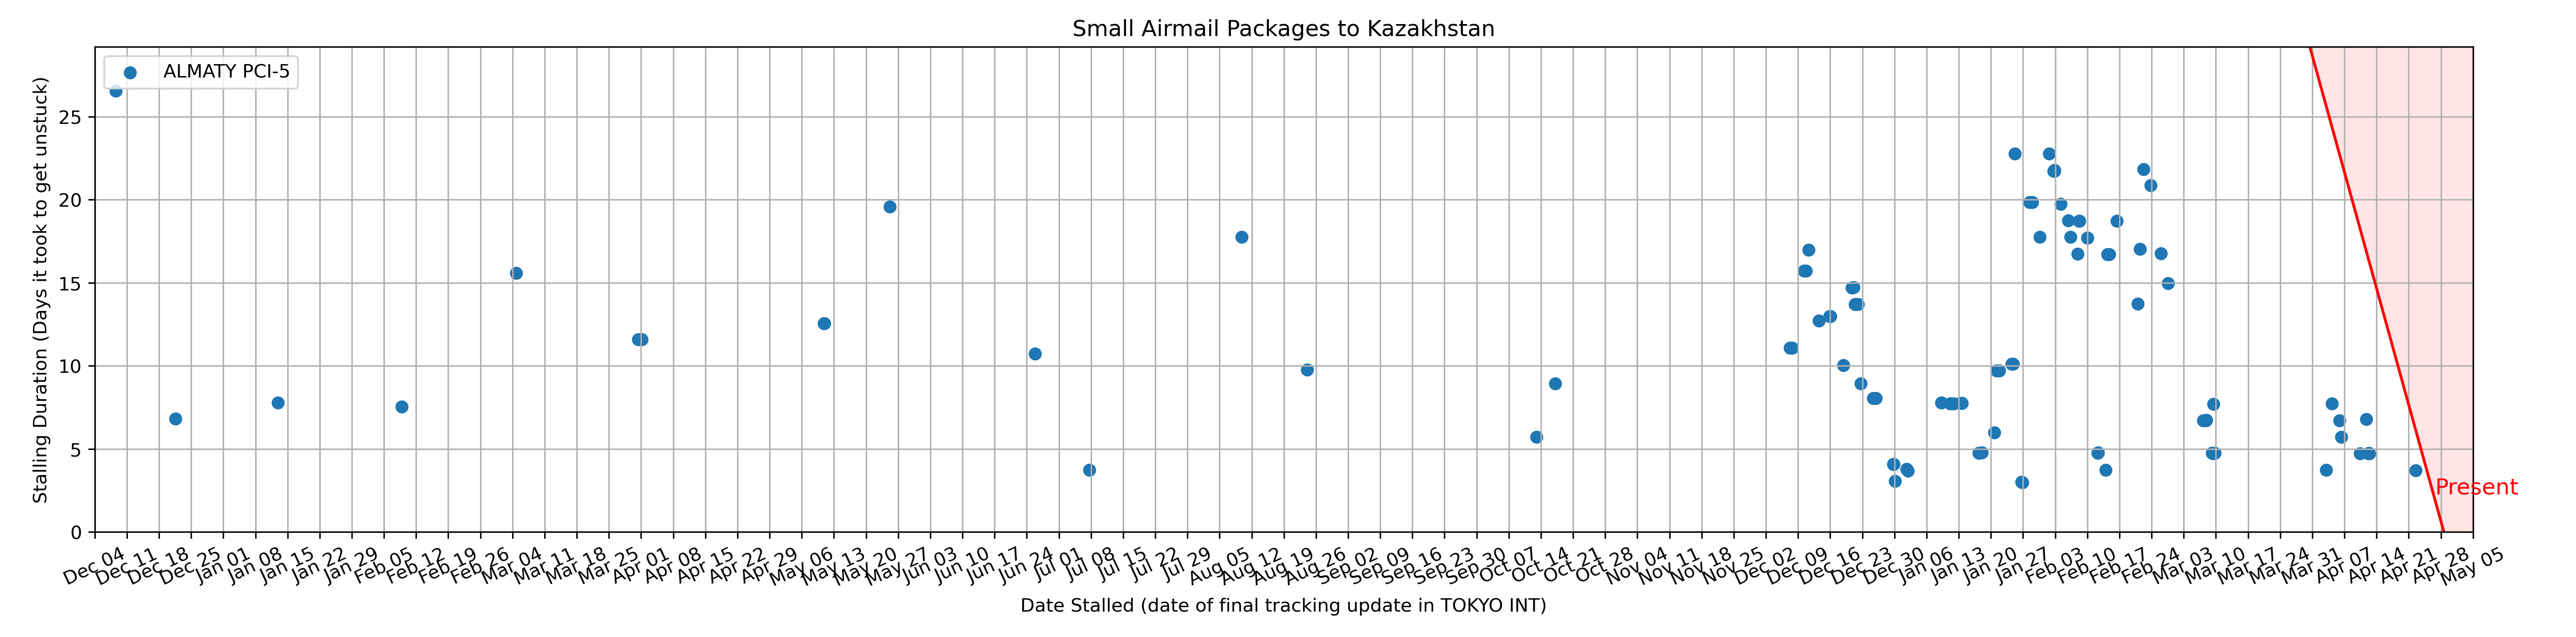 Small Airmail Packages to Kazakhstan
ALMATY PCI-5
Stalling Duration (Days it took to get unstuck)
25
20
15
10
5
0
Present
Dec 04 Dec 11 Dec 18 Dec 25 Jan 01 Jan 08 Jan 15 Jan 22 Jan 29 Feb 05 Feb 12 Feb 19 Feb 26 Mar 04 Mar 11 Mar 18 Mar 25 Apr 01 Apr 08 Apr 15 Apr 22 Apr 29 May 06 May 13 May 20 May 27 Jun 03 Jun 10 Jun 17 Jun 24 Jul 01 Jul 08 Jul 15 Jul 22 Jul 29 Aug 05 Aug 12 Aug 19 Aug 26 Sep 02 Sep 09 Sep 16 Sep 23 Sep 30 Oct 07 Oct 14 Oct 21 Oct 28 Nov 04 Nov 11 Nov 18 Nov 25 Dec 02 Dec 09 Dec 16 Dec 23 Dec 30 Jan 06 Jan 13 Jan 20 Jan 27 Feb 03 Feb 10 Feb 17 Feb 24 Mar 03 Mar 10 Mar 17 Mar 24 Mar 31 Apr 07 Apr 14 Apr 21 Apr 28 May 05
Date Stalled (date of final tracking update in TOKYO INT)